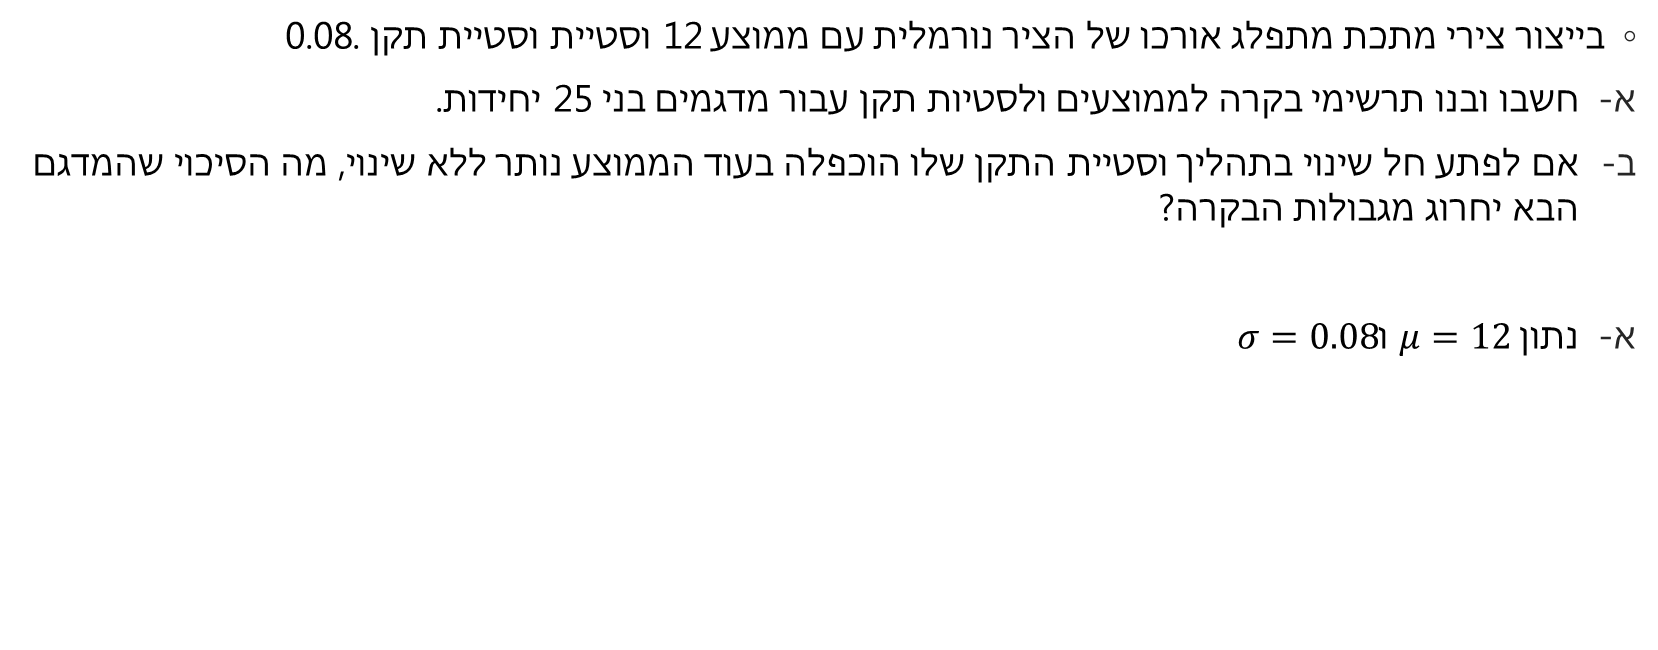 ◦ בייצור צירי מתכת מתפלג אורכו של הציר נורמלית עם ממוצע 12 וסטיית וסטיית תקן .0.08
א- חשבו ובנו תרשימי בקרה לממוצעים ולסטיות תקן עבור מדגמים בני 25 יחידות.
ב- אם לפתע חל שינוי בתהליך וסטיית התקן שלו הוכפלה בעוד הממוצע נותר ללא שינוי, מה הסיכוי שהמדגם
הבא יחרוג מגבולות הבקרה?
א- נתון μ = 12 וσ = 0.08